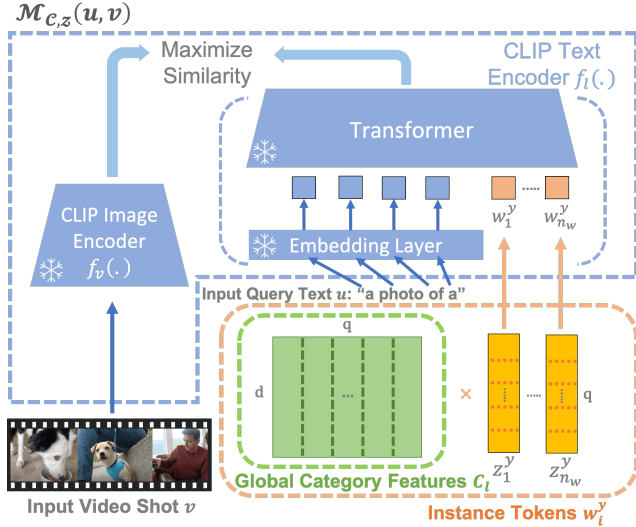 ℳ_{𝒞,𝓏}(𝒖, 𝒗)
Maximize
Similarity
CLIP Text
Encoder f_l(.)
Transformer
CLIP Image
Encoder
f_v(.)
w_1^y ..... w_{n_w}^y
Embedding Layer
Input Query Text u: “a photo of a”
q
d
...
×
.....
q
z_1^y z_{n_w}^y
Global Category Features C_l
Input Video Shot v
Instance Tokens w_i^y